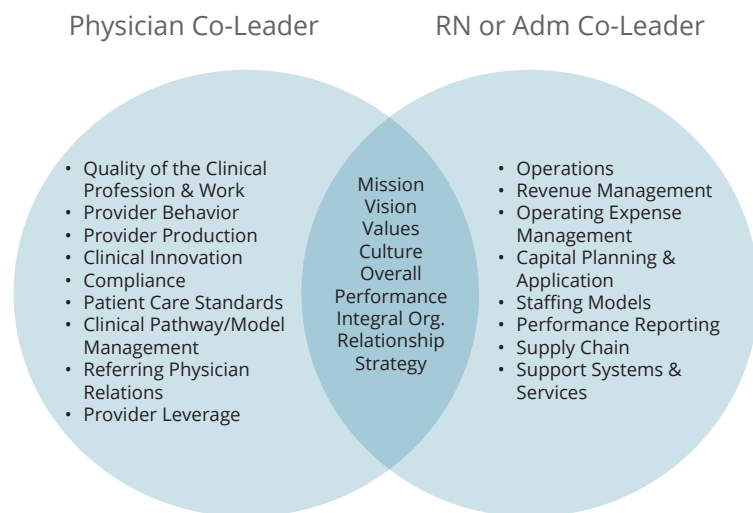 Physician Co-Leader
RN or Adm Co-Leader
• Quality of the Clinical
Profession & Work
• Provider Behavior
• Provider Production
• Clinical Innovation
• Compliance
• Patient Care Standards
• Clinical Pathway/Model
Management
• Referring Physician
Relations
• Provider Leverage
Mission
Vision
Values
Culture
Overall
Performance
Integral Org.
Relationship
Strategy
• Operations
• Revenue Management
• Operating Expense
Management
• Capital Planning &
Application
• Staffing Models
• Performance Reporting
• Supply Chain
• Support Systems &
Services